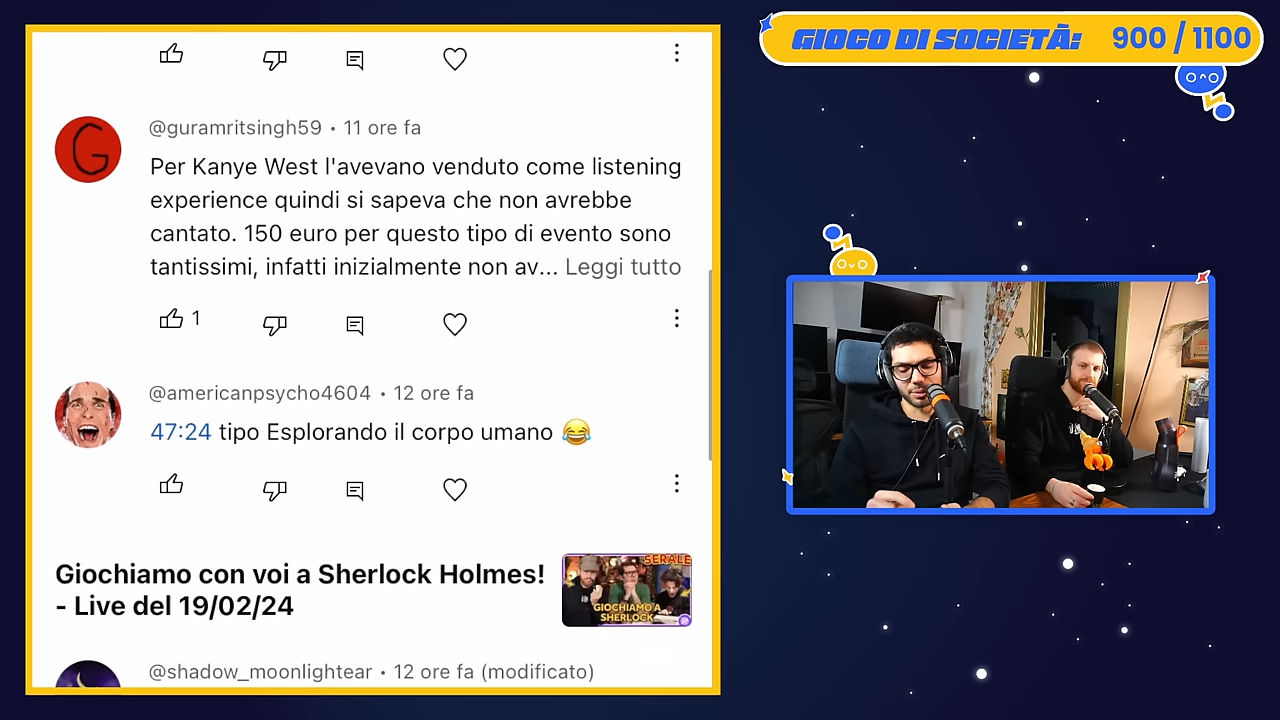 GIOCO DI SOCIETÀ: 900 / 1100
@guramritsingh59 • 11 ore fa
Per Kanye West l'avevano venduto come listening
experience quindi si sapeva che non avrebbe
cantato. 150 euro per questo tipo di evento sono
tantissimi, infatti inizialmente non av... Leggi tutto
1
@americanpsycho4604 • 12 ore fa
47:24 tipo Esplorando il corpo umano 😂
Giochiamo con voi a Sherlock Holmes!
- Live del 19/02/24
SERALE
GIOCHIAMO A
SHERLOCK
@shadow_moonlightear • 12 ore fa (modificato)